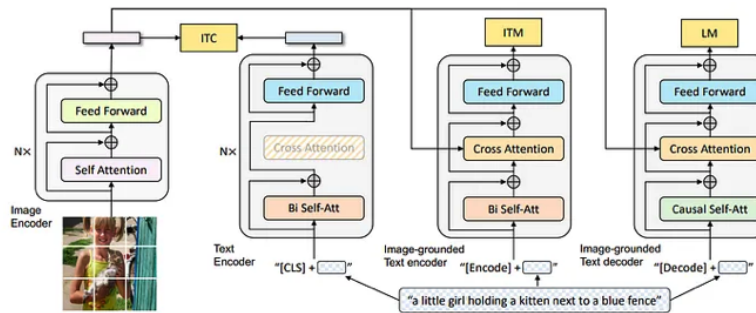 ITC
ITM
LM
N×
Feed Forward
Self Attention
Image
Encoder
N×
Feed Forward
Cross Attention
Bi Self-Att
Text
Encoder
"[CLS] + "
Feed Forward
Cross Attention
Bi Self-Att
Image-grounded
Text encoder
"[Encode] + "
Feed Forward
Cross Attention
Causal Self-Att
Image-grounded
Text decoder
"[Decode] + "
"a little girl holding a kitten next to a blue fence"